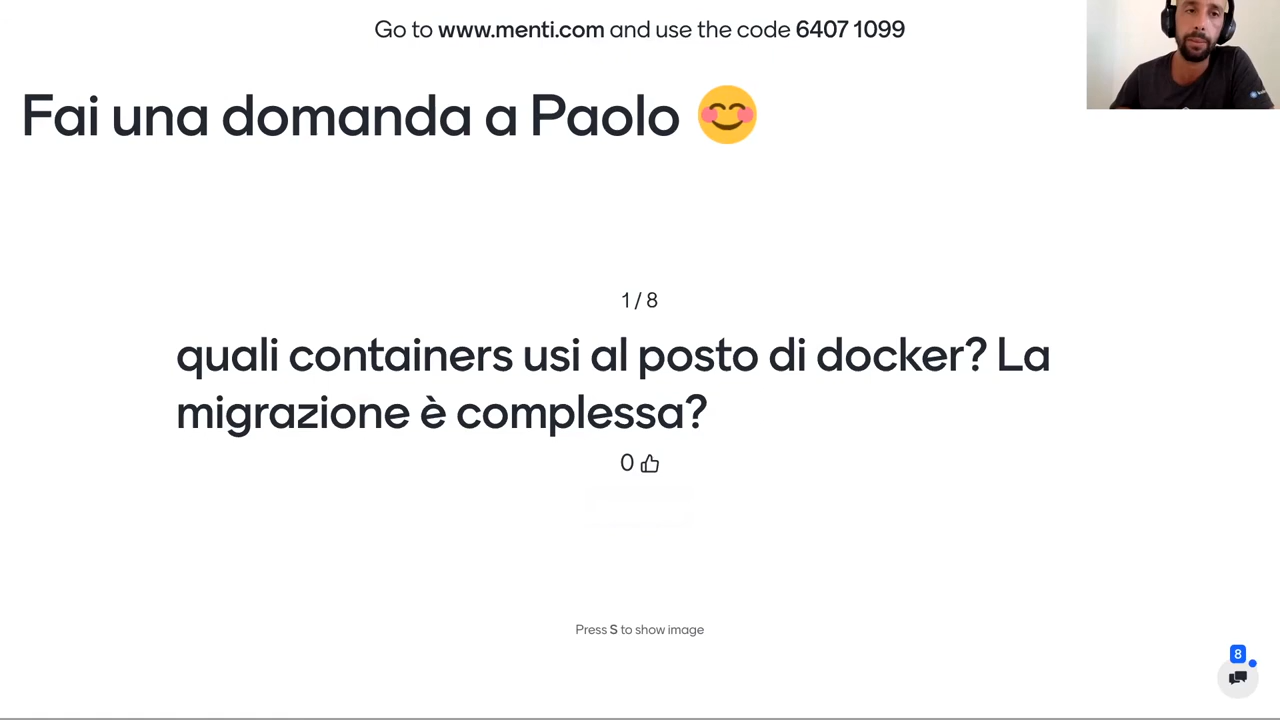 Go to www.menti.com and use the code 6407 1099
Fai una domanda a Paolo 😊
1 / 8
quali containers usi al posto di docker? La
migrazione è complessa?
0
Press S to show image
8